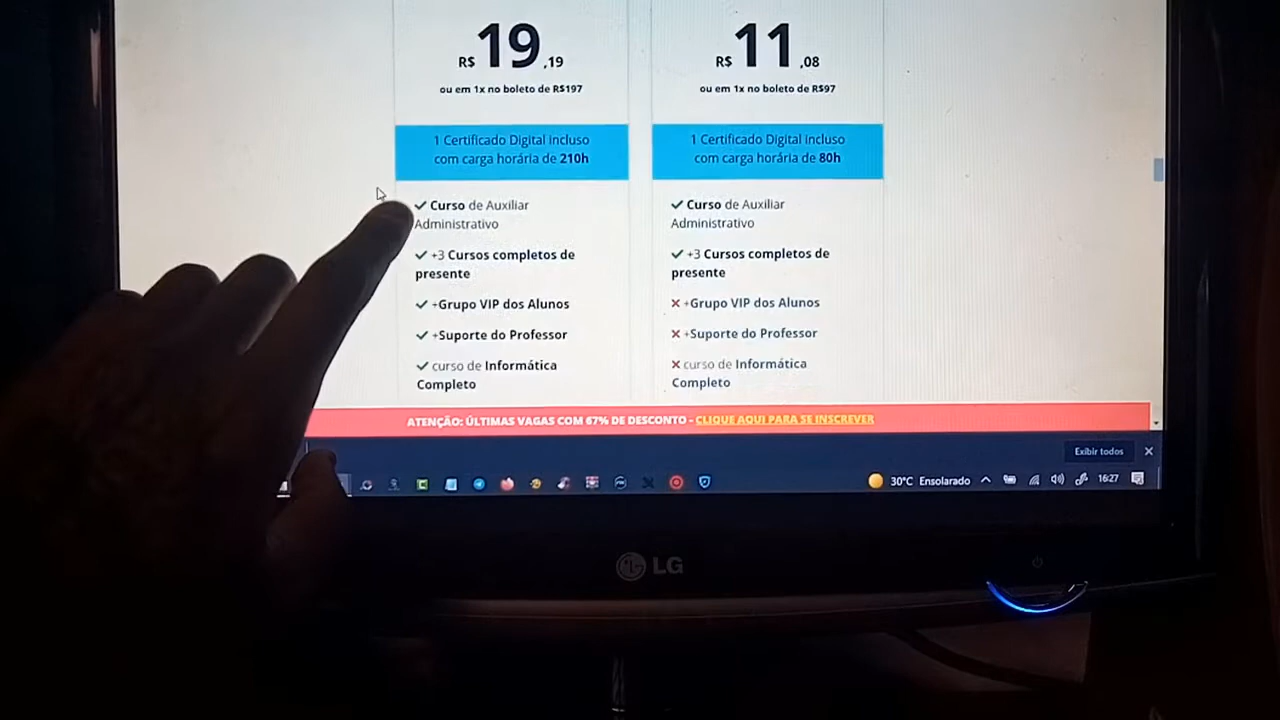 R$ 19 ,19
ou em 1x no boleto de R$197
1 Certificado Digital incluso
com carga horária de 210h
✔ Curso de Auxiliar
Administrativo
✔ +3 Cursos completos de
presente
✔ +Grupo VIP dos Alunos
✔ +Suporte do Professor
✔ curso de Informática
Completo
R$ 11 ,08
ou em 1x no boleto de R$97
1 Certificado Digital incluso
com carga horária de 80h
✔ Curso de Auxiliar
Administrativo
✔ +3 Cursos completos de
presente
✕ +Grupo VIP dos Alunos
✕ +Suporte do Professor
✕ curso de Informática
Completo
ATENÇÃO: ÚLTIMAS VAGAS COM 67% DE DESCONTO - CLIQUE AQUI PARA SE INSCREVER
Exibir todos
30°C Ensolarado 16:27
LG